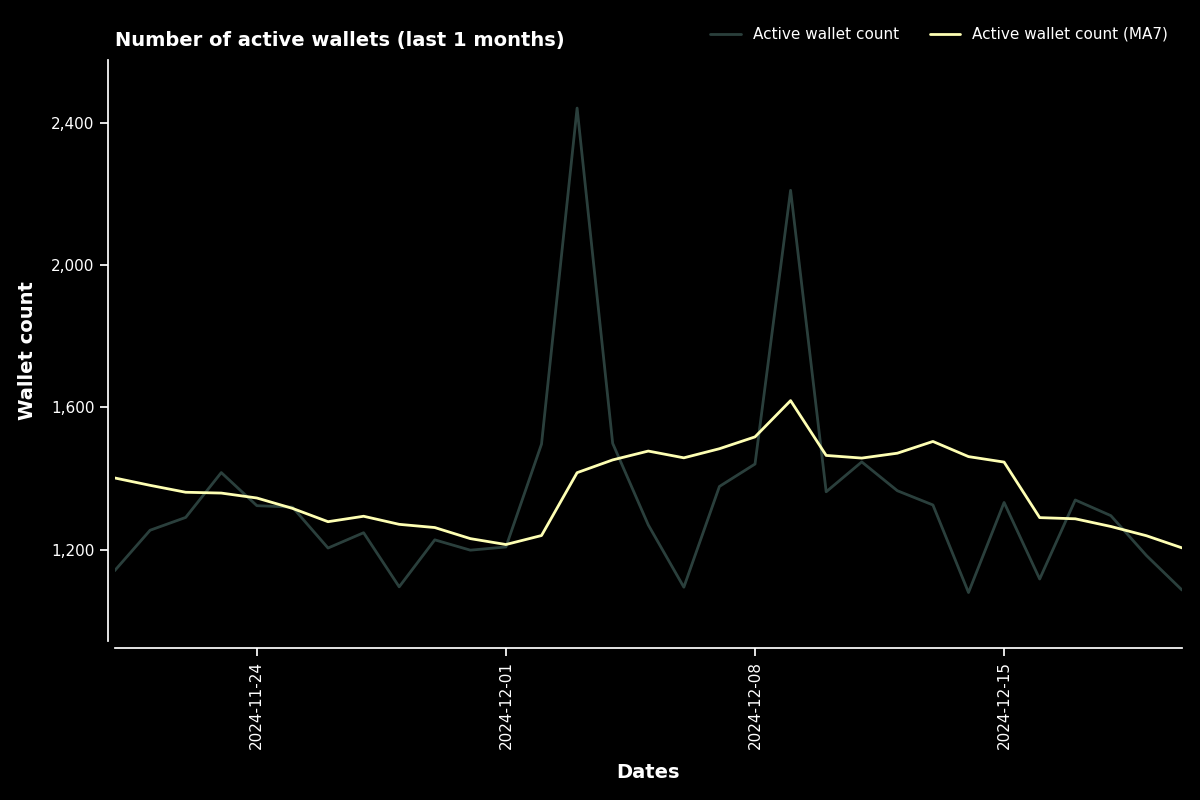 Number of active wallets (last 1 months)
Active wallet count
Active wallet count (MA7)
2,400
2,000
1,600
1,200
Wallet count
2024-11-24
2024-12-01
2024-12-08
2024-12-15
Dates